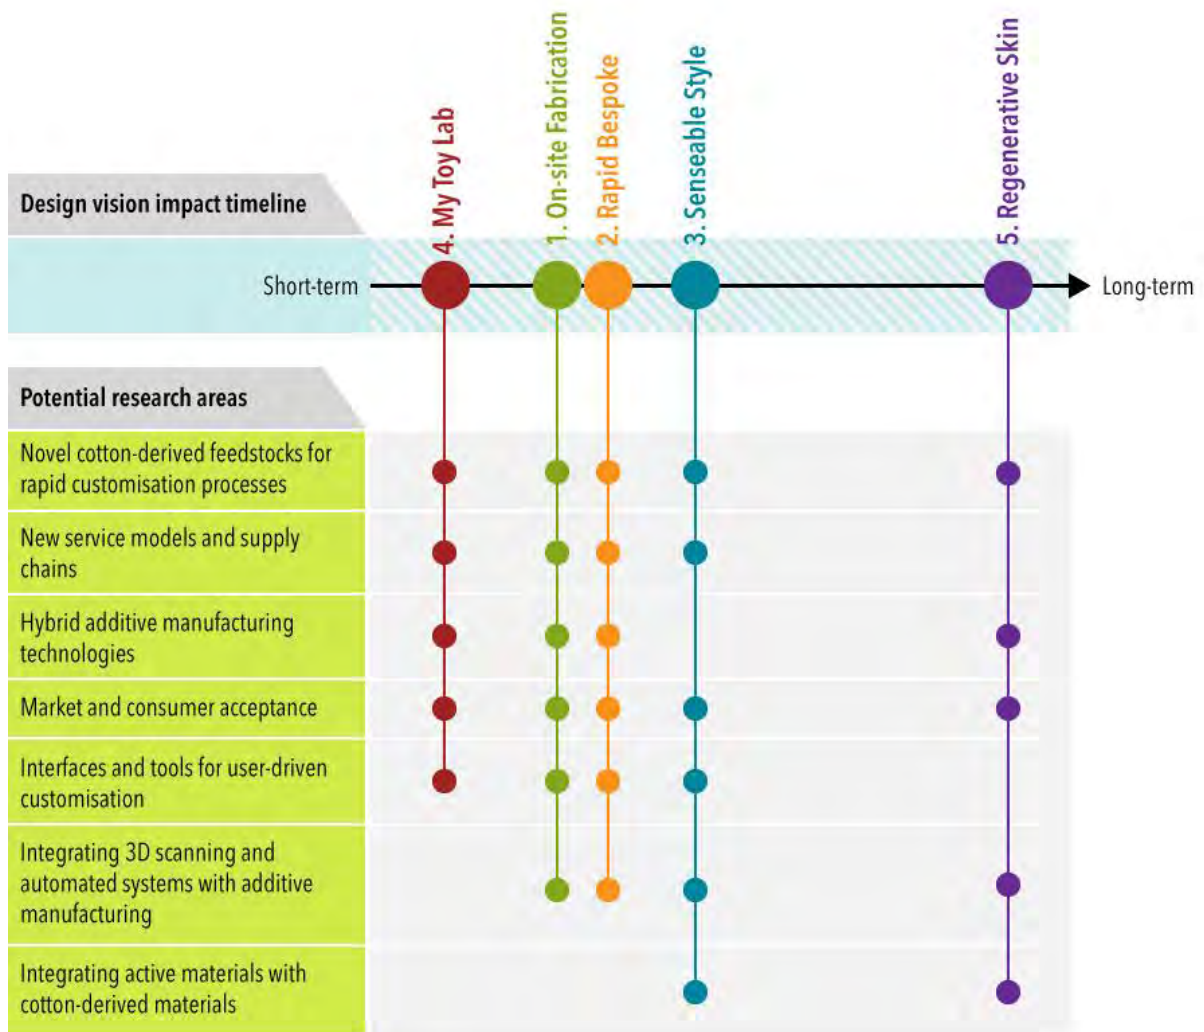 4. My Toy Lab
1. On-site Fabrication
2. Rapid Bespoke
3. Senseable Style
5. Regenerative Skin
Design vision impact timeline
Short-term
Long-term
Potential research areas
Novel cotton-derived feedstocks for
rapid customisation processes
New service models and supply
chains
Hybrid additive manufacturing
technologies
Market and consumer acceptance
Interfaces and tools for user-driven
customisation
Integrating 3D scanning and
automated systems with additive
manufacturing
Integrating active materials with
cotton-derived materials